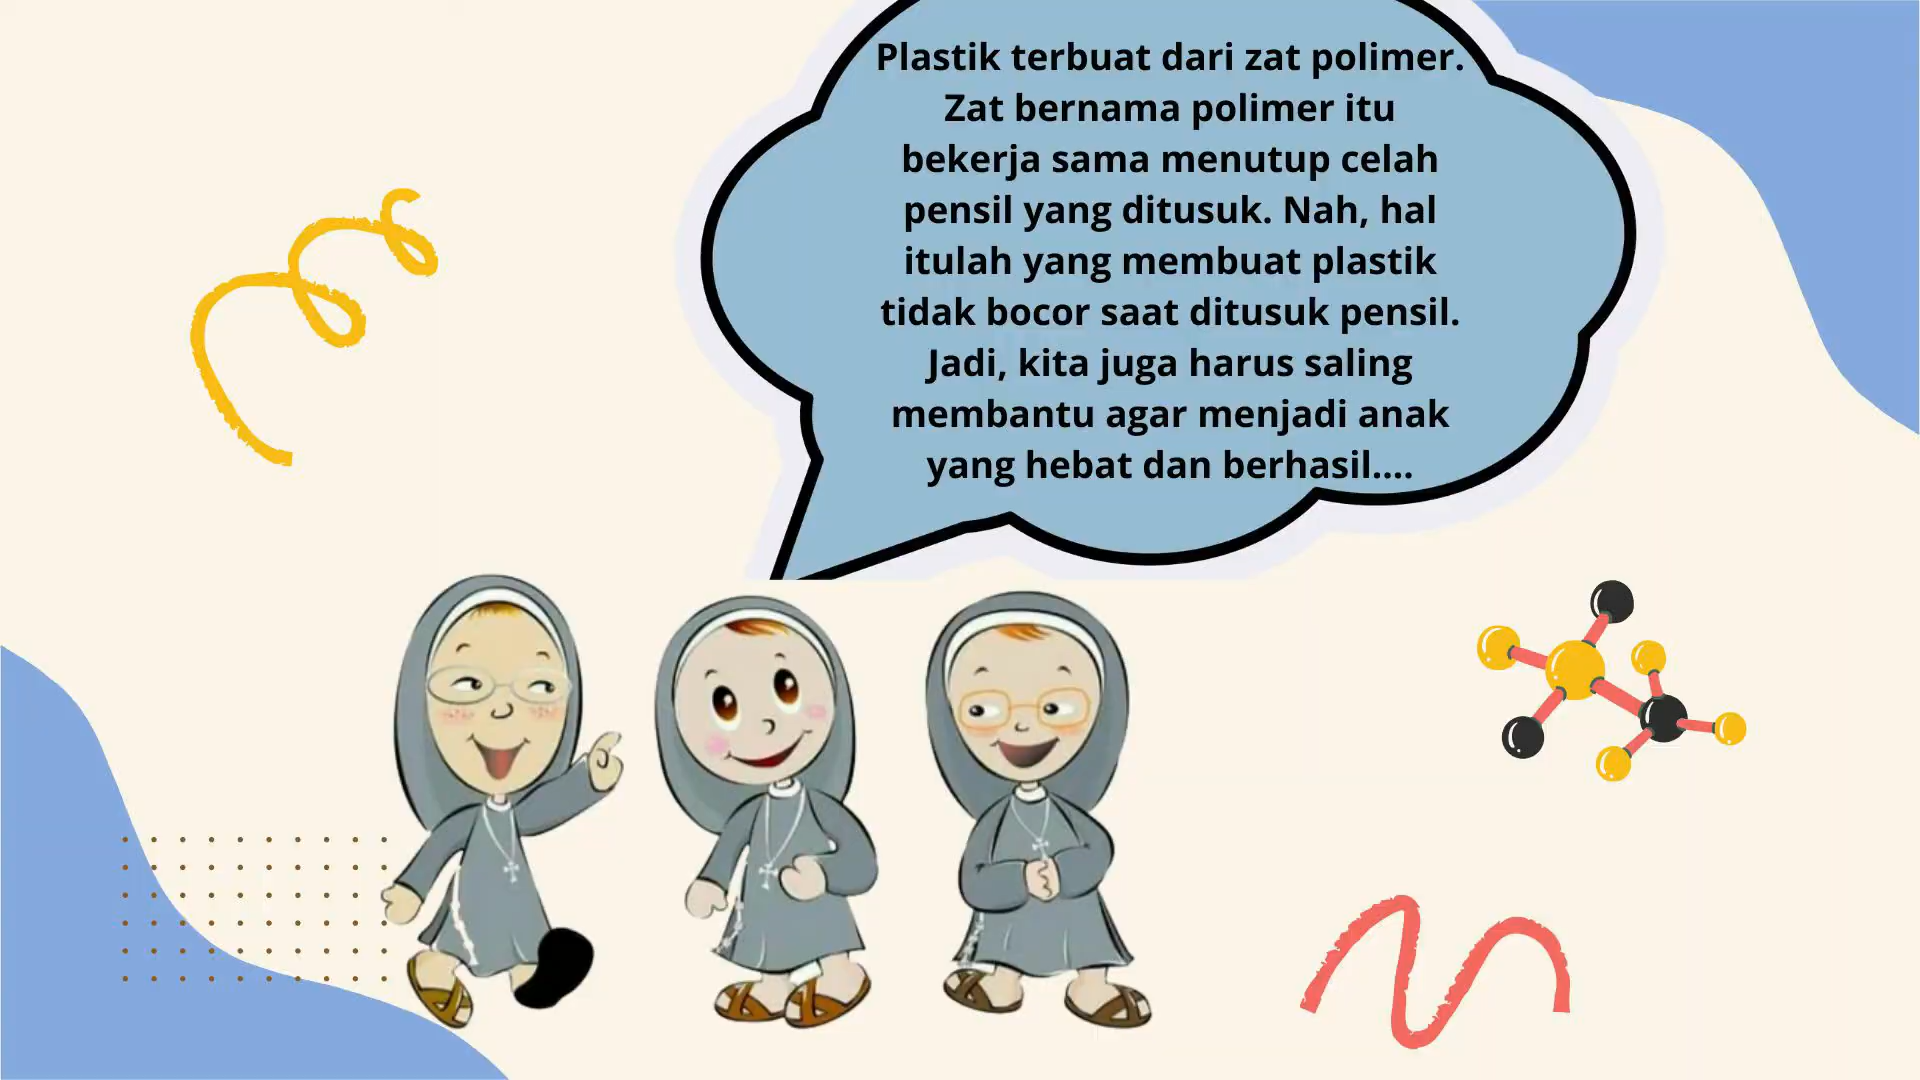 Plastik terbuat dari zat polimer.
Zat bernama polimer itu
bekerja sama menutup celah
pensil yang ditusuk. Nah, hal
itulah yang membuat plastik
tidak bocor saat ditusuk pensil.
Jadi, kita juga harus saling
membantu agar menjadi anak
yang hebat dan berhasil....